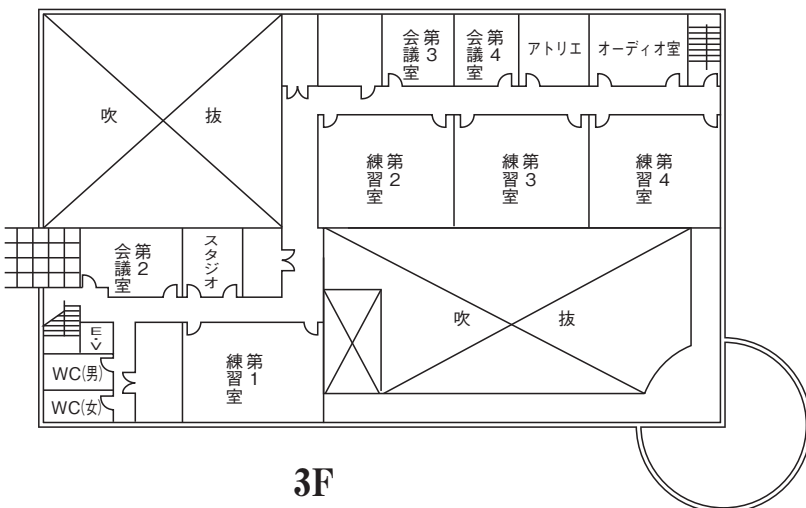 第3会議室
第4会議室
アトリエ
オーディオ室
吹抜
第2練習室
第3練習室
第4練習室
第2会議室
スタジオ
吹抜
E・V
第1練習室
WC(男)
WC(女)
3F